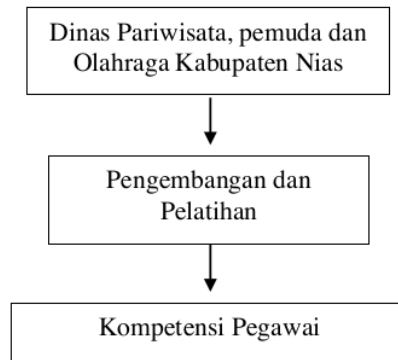 Dinas Pariwisata, pemuda dan
Olahraga Kabupaten Nias
Pengembangan dan
Pelatihan
Kompetensi Pegawai